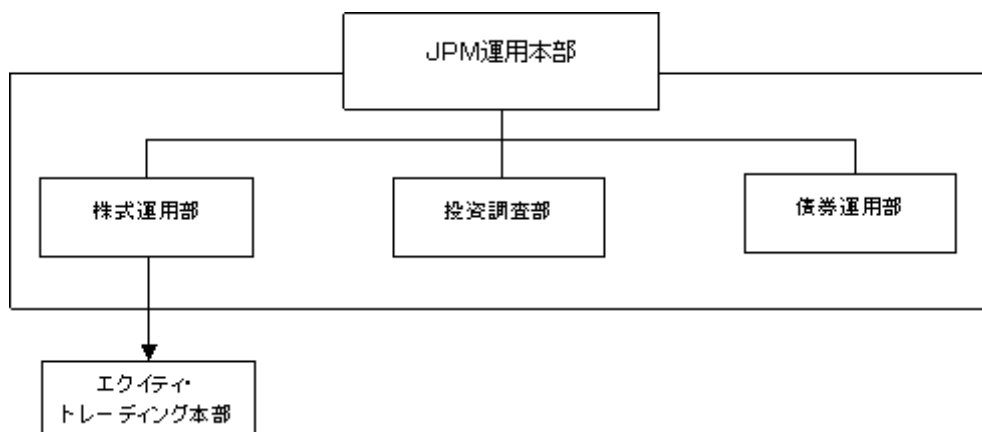 JPM運用本部
株式運用部
投資調査部
債券運用部
エクイティ・
トレーディング本部